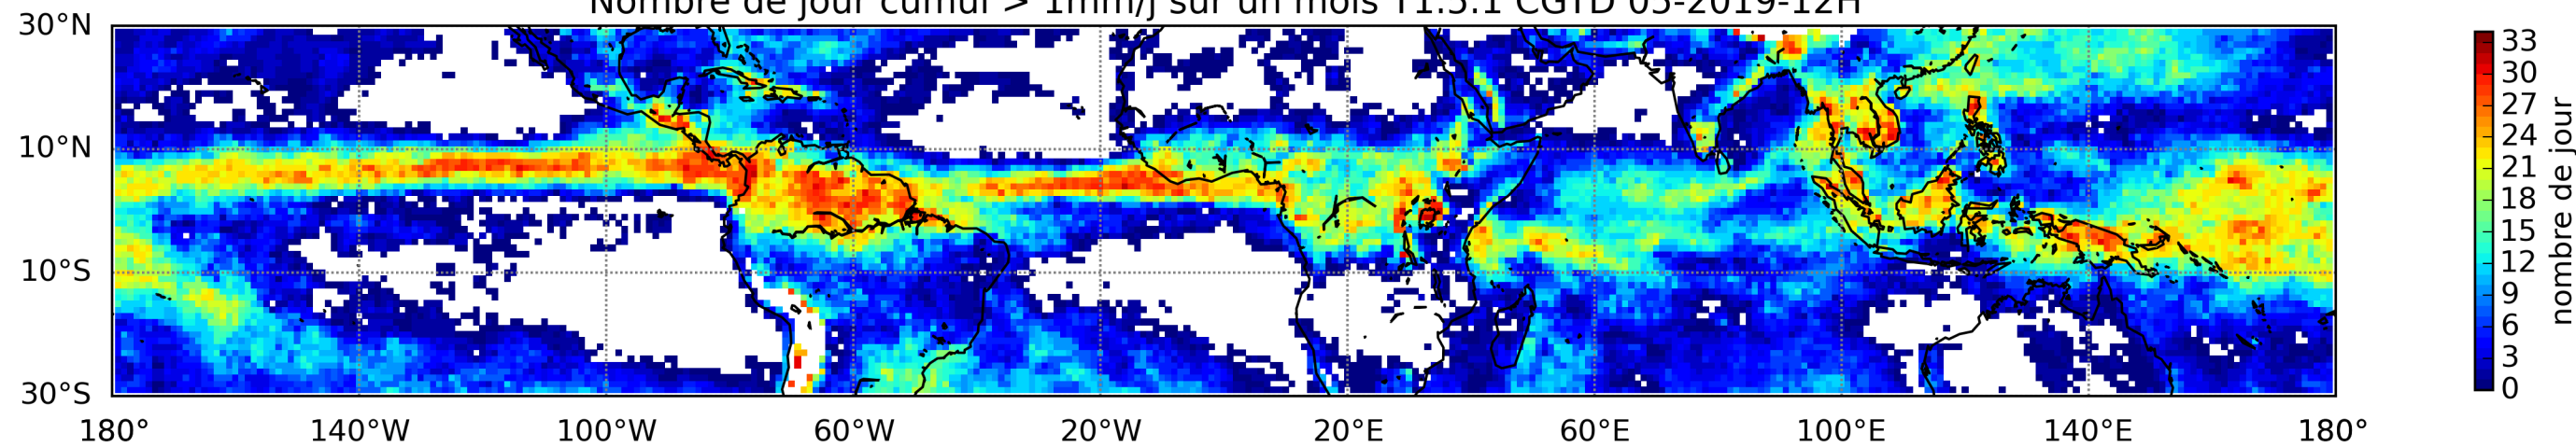 Nombre de jour cumul > 1mm/j sur un mois T1.5.1 CGTD 05-2019-12H
30°N
10°N
10°S
30°S
180° 140°W 100°W 60°W 20°W 20°E 60°E 100°E 140°E 180°
33
30
27
24
21
18
15
12
9
6
3
0
nombre de jour